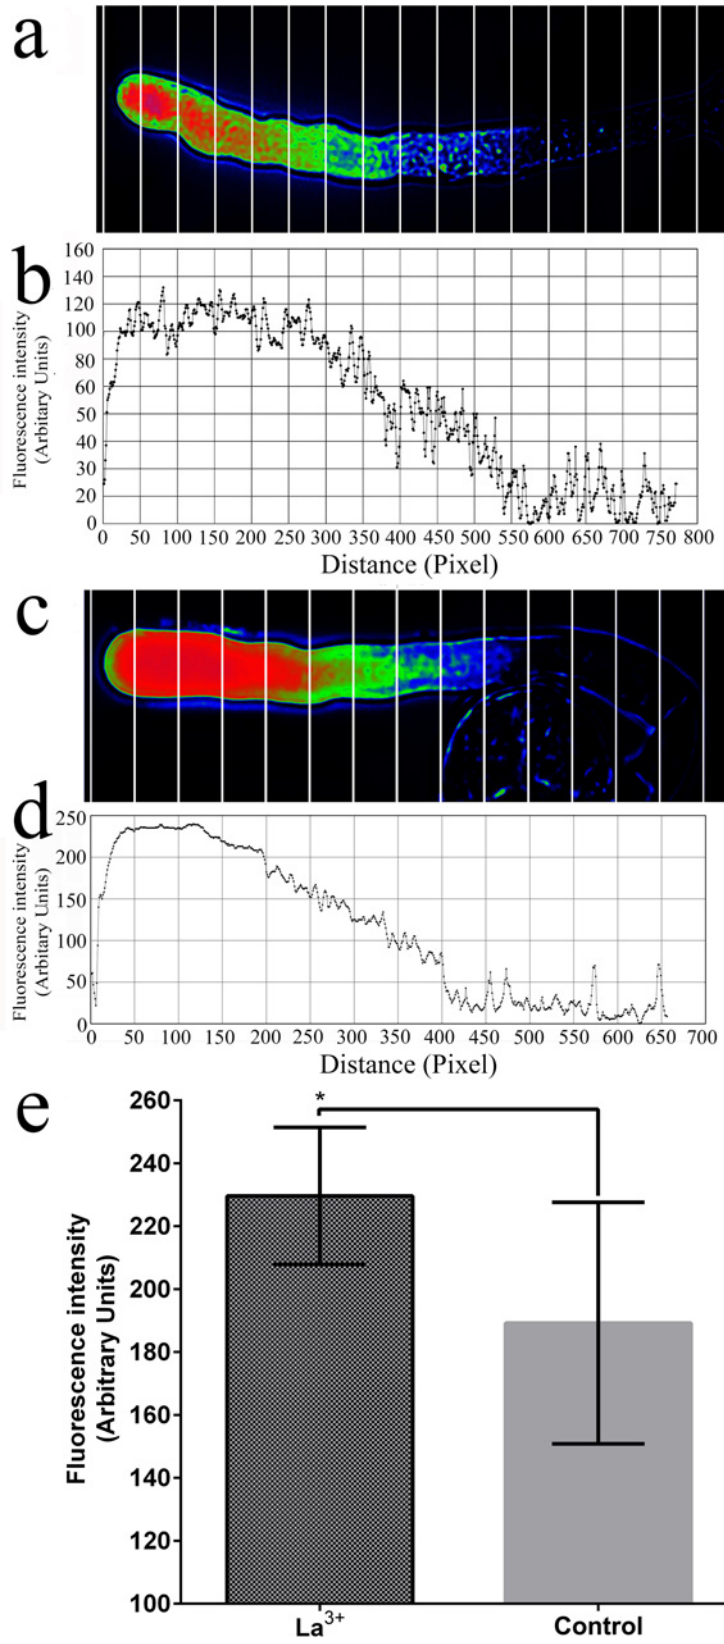 a
b
160
140
120
100
80
60
50
40
30
20
0
Fluorescence intensity
(Arbitary Units)
0 50 100 150 200 250 300 350 400 450 500 550 600 650 700 750 800
Distance (Pixel)
c
d
250
200
150
100
50
0
Fluorescence intensity
(Arbitary Units)
0 50 100 150 200 250 300 350 400 450 500 550 600 650 700
Distance (Pixel)
e
*
260
240
220
200
180
160
140
120
100
Fluorescence intensity
(Arbitrary Units)
La³⁺ Control